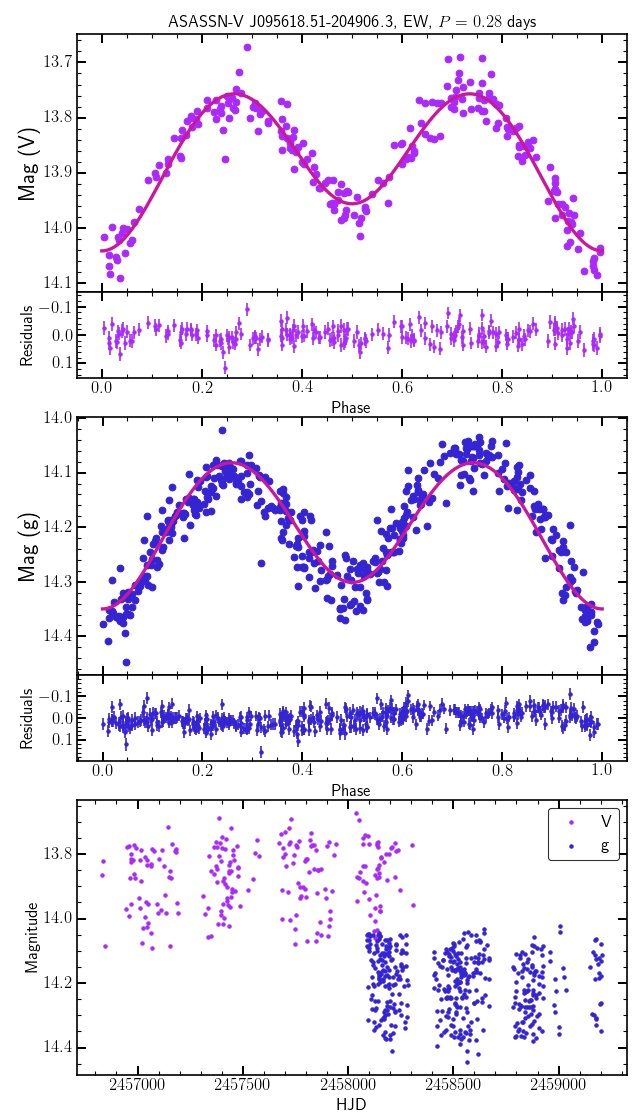 ASASSN-V J095618.51-204906.3, EW, P = 0.28 days
Mag (V)
13.7
13.8
13.9
14.0
14.1
Residuals
−0.1
0.0
0.1
0.0 0.2 0.4 0.6 0.8 1.0
Phase
Mag (g)
14.0
14.1
14.2
14.3
14.4
Residuals
−0.1
0.0
0.1
0.0 0.2 0.4 0.6 0.8 1.0
Phase
Magnitude
13.8
14.0
14.2
14.4
V
g
2457000 2457500 2458000 2458500 2459000
HJD